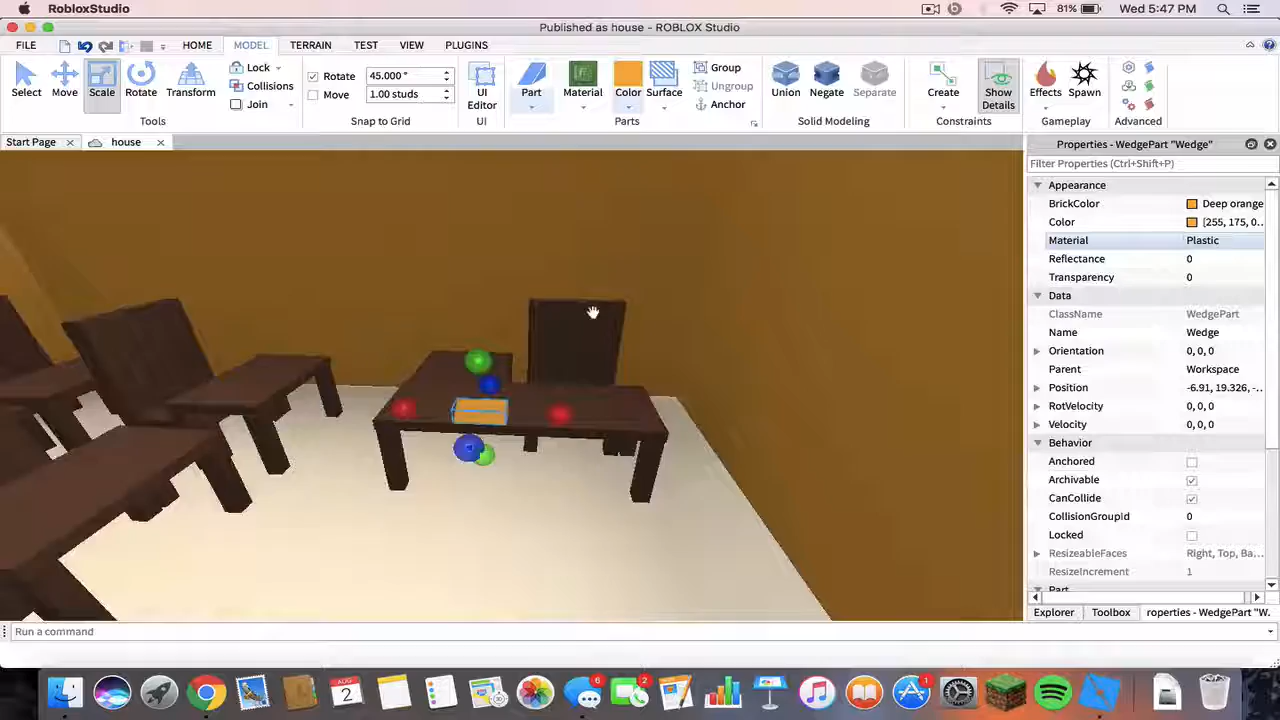 RobloxStudio
81%
Wed 5:47 PM
Published as house - ROBLOX Studio
FILE
HOME
MODEL
TERRAIN
TEST
VIEW
PLUGINS
Select
Move
Scale
Rotate
Transform
Lock
Collisions
Join
Tools
Rotate
45.000 °
Move
1.00 studs
Snap to Grid
UI
Editor
UI
Part
Material
Color
Surface
Group
Ungroup
Anchor
Parts
Union
Negate
Separate
Solid Modeling
Create
Show
Details
Constraints
Effects
Spawn
Gameplay
Advanced
Start Page
house
Properties - WedgePart "Wedge"
Filter Properties (Ctrl+Shift+P)
Appearance
BrickColor Deep orange
Color [255, 175, 0...
Material Plastic
Reflectance 0
Transparency 0
Data
ClassName WedgePart
Name Wedge
Orientation 0, 0, 0
Parent Workspace
Position -6.91, 19.326, -...
RotVelocity 0, 0, 0
Velocity 0, 0, 0
Behavior
Anchored
Archivable
CanCollide
CollisionGroupId 0
Locked
ResizeableFaces Right, Top, Ba...
ResizeIncrement 1
Part
Explorer
Toolbox
roperties - WedgePart "W.
Run a command
AUG
2
6
2
1